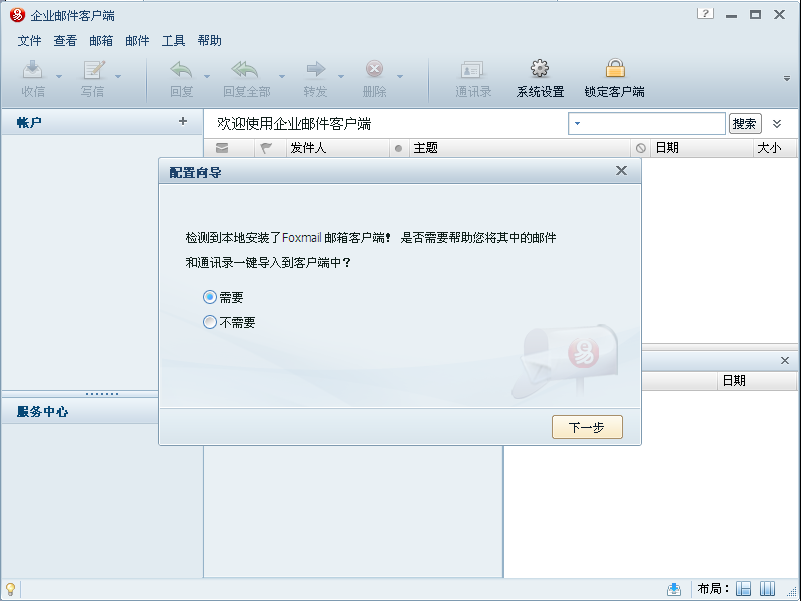 企业邮件客户端
?
文件 查看 邮箱 邮件 工具 帮助
收信 写信 回复 回复全部 转发 删除 通讯录 系统设置 锁定客户端
帐户 +
欢迎使用企业邮件客户端 搜索
发件人 主题 日期 大小
配置向导
检测到本地安装了Foxmail 邮箱客户端! 是否需要帮助您将其中的邮件
和通讯录一键导入到客户端中?
需要
不需要
易
日期
服务中心
下一步
布局: